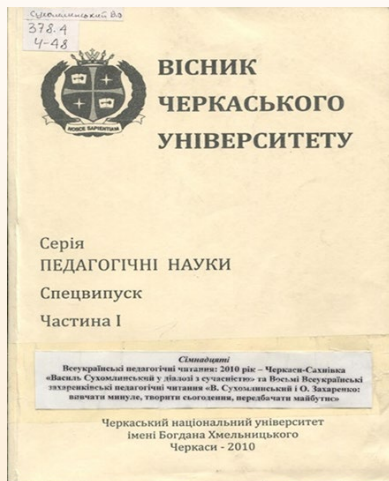 Сухомлинський ВО
378.4
Ч-48
ВІСНИК
ЧЕРКАСЬКОГО
УНІВЕРСИТЕТУ
Серія
ПЕДАГОГІЧНІ НАУКИ
Спецвипуск
Частина І
Сімнадцяті
Всеукраїнські педагогічні читання: 2010 рік – Черкаси-Сахнівка
«Василь Сухомлинський у діалозі з сучасністю» та Восьмі Всеукраїнські
захаренківські педагогічні читання «В. Сухомлинський і О. Захаренко:
вивчати минуле, творити сьогодення, передбачати майбутнє»
Черкаський національний університет
імені Богдана Хмельницького
Черкаси - 2010